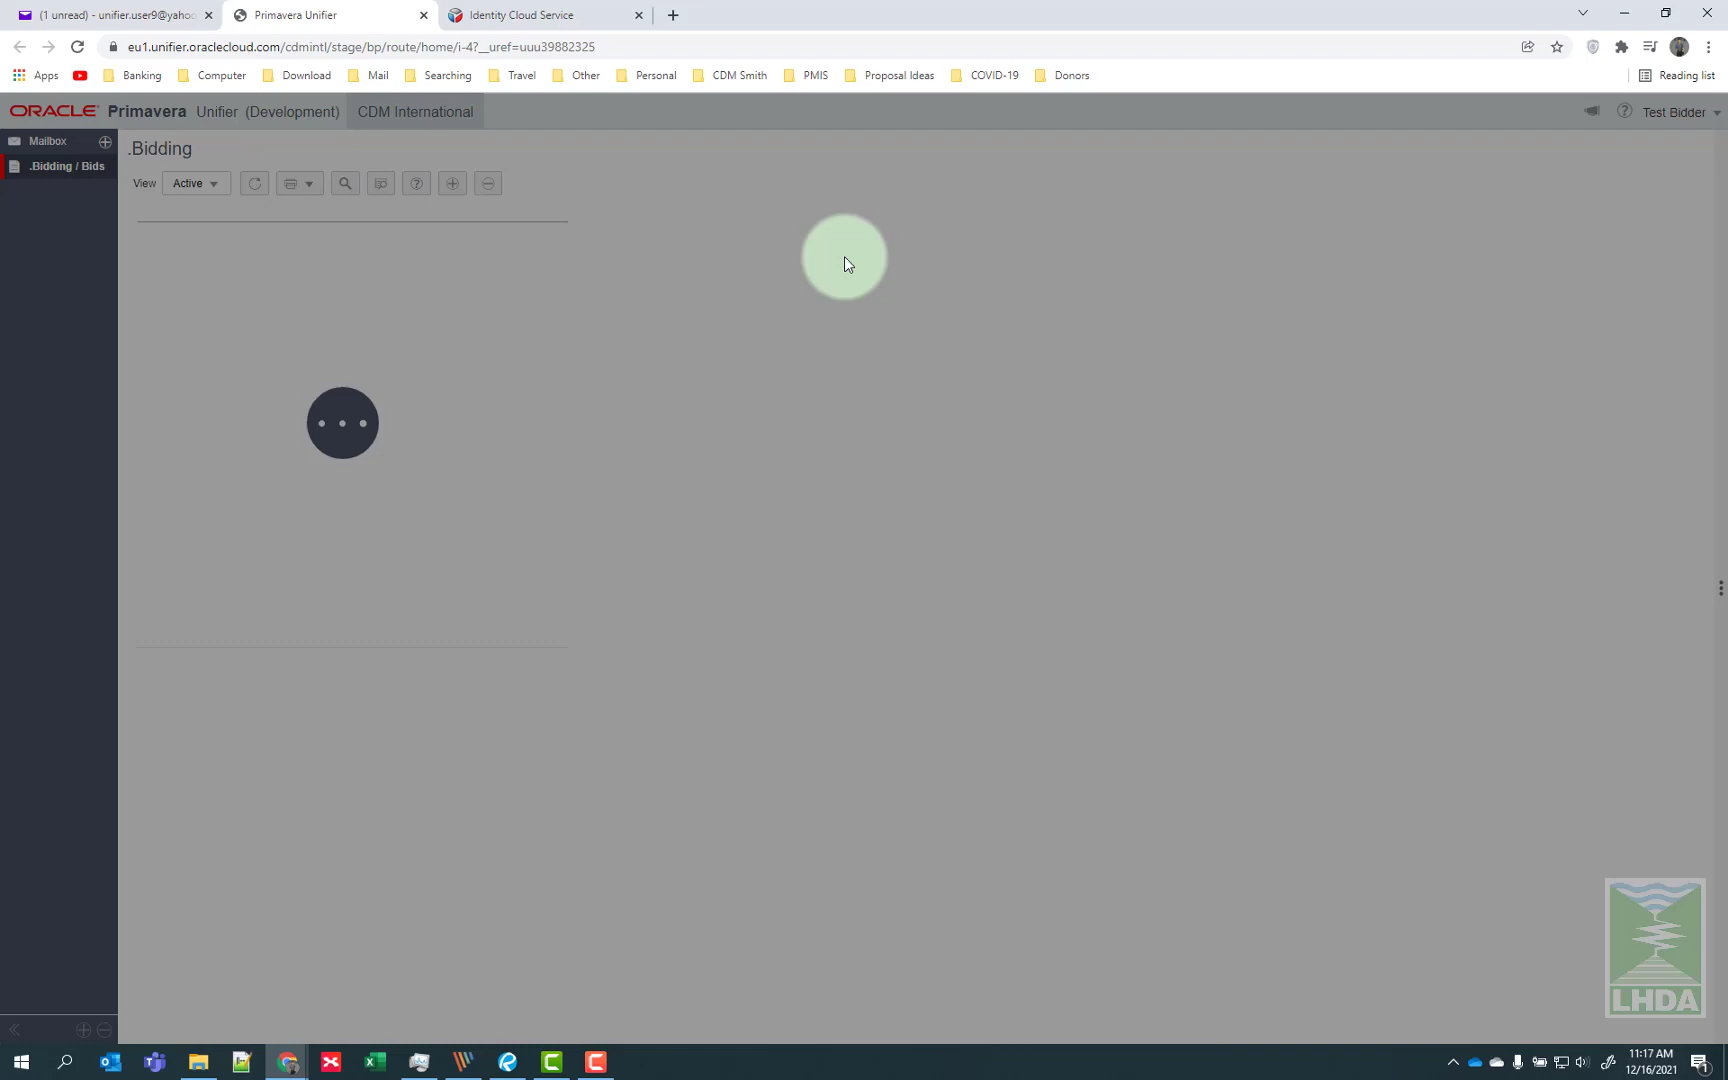 (1 unread) - unifier.user9@yahoo
Primavera Unifier
Identity Cloud Service
eu1.unifier.oraclecloud.com/cdmintl/stage/bp/route/home/i-4?__uref=uuu39882325
Apps
Banking
Computer
Download
Mail
Searching
Travel
Other
Personal
CDM Smith
PMIS
Proposal Ideas
COVID-19
Donors
Reading list
ORACLE Primavera Unifier (Development) CDM International
Test Bidder
Mailbox
.Bidding / Bids
.Bidding
View Active
LHDA
11:17 AM
12/16/2021
1